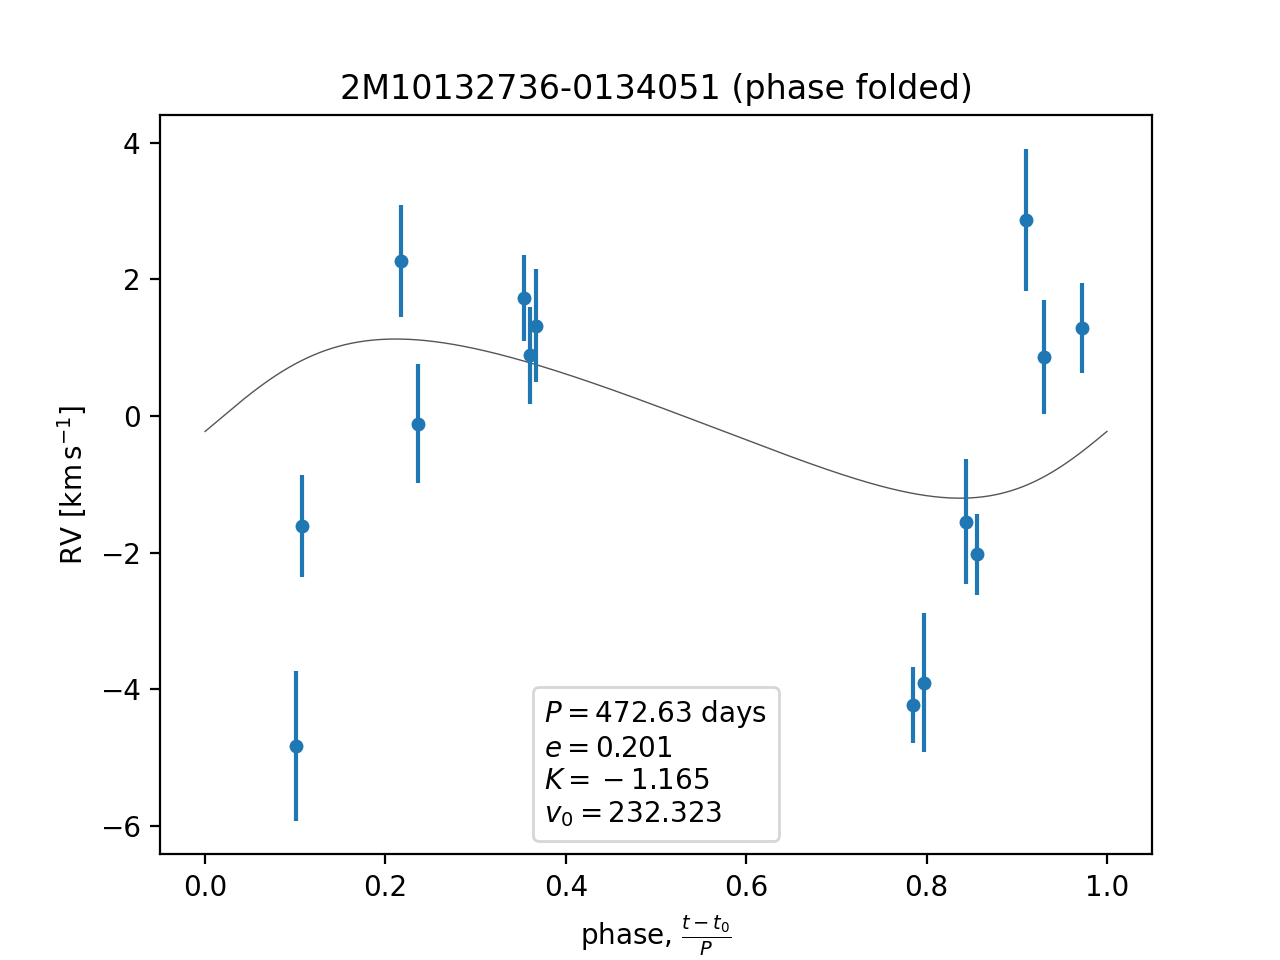 2M10132736-0134051 (phase folded)
RV [km s⁻¹]
4
2
0
−2
−4
−6
P = 472.63 days
e = 0.201
K = −1.165
v₀ = 232.323
0.0 0.2 0.4 0.6 0.8 1.0
phase, (t − t₀)/P